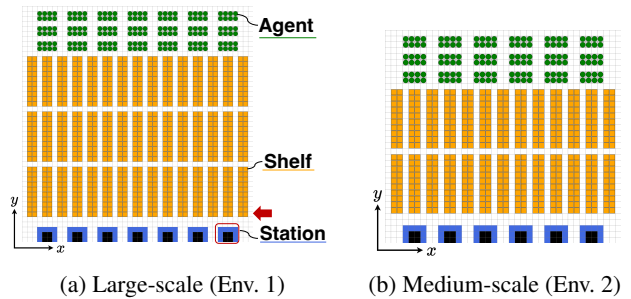 Agent
Shelf
Station
y
x
y
x
(a) Large-scale (Env. 1)
(b) Medium-scale (Env. 2)